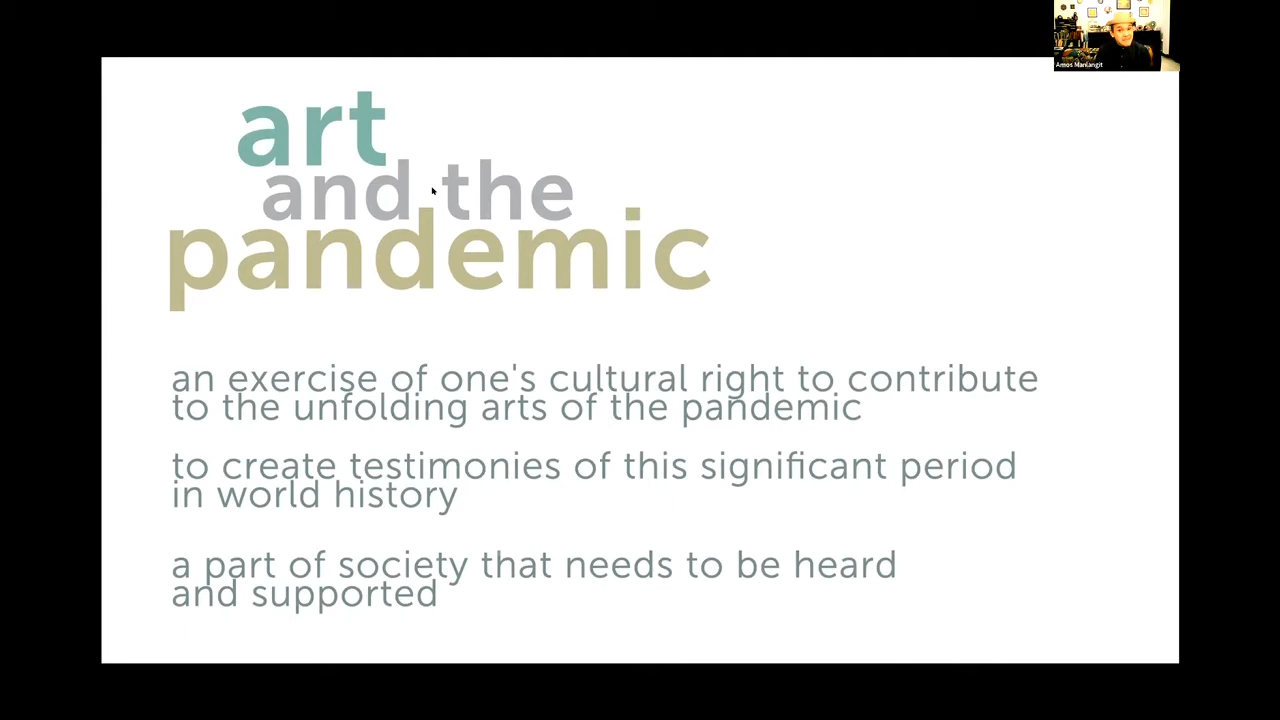 Amos Manlangit
art
and the
pandemic
an exercise of one's cultural right to contribute
to the unfolding arts of the pandemic
to create testimonies of this significant period
in world history
a part of society that needs to be heard
and supported